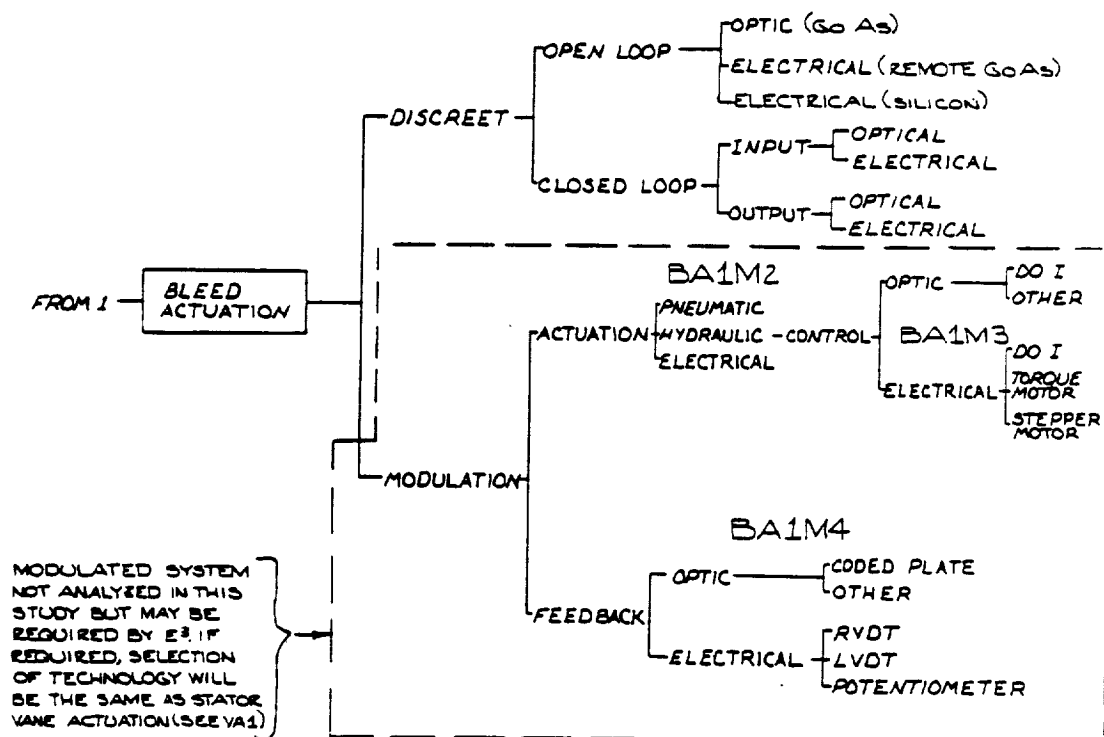 OPTIC (GaAs)
OPEN LOOP
ELECTRICAL (REMOTE GaAs)
ELECTRICAL (SILICON)
DISCREET
INPUT
OPTICAL
ELECTRICAL
CLOSED LOOP
OUTPUT
OPTICAL
ELECTRICAL
FROM 1
BLEED
ACTUATION
BA1M2
OPTIC
DO I
OTHER
PNEUMATIC
ACTUATION
HYDRAULIC
CONTROL
BA1M3
ELECTRICAL
DO I
ELECTRICAL
TORQUE
MOTOR
STEPPER
MOTOR
MODULATION
BA1M4
OPTIC
CODED PLATE
OTHER
FEEDBACK
RVDT
ELECTRICAL
LVDT
POTENTIOMETER
MODULATED SYSTEM
NOT ANALYZED IN THIS
STUDY BUT MAY BE
REQUIRED BY E³. IF
REQUIRED, SELECTION
OF TECHNOLOGY WILL
BE THE SAME AS STATOR
VANE ACTUATION (SEE VA1)